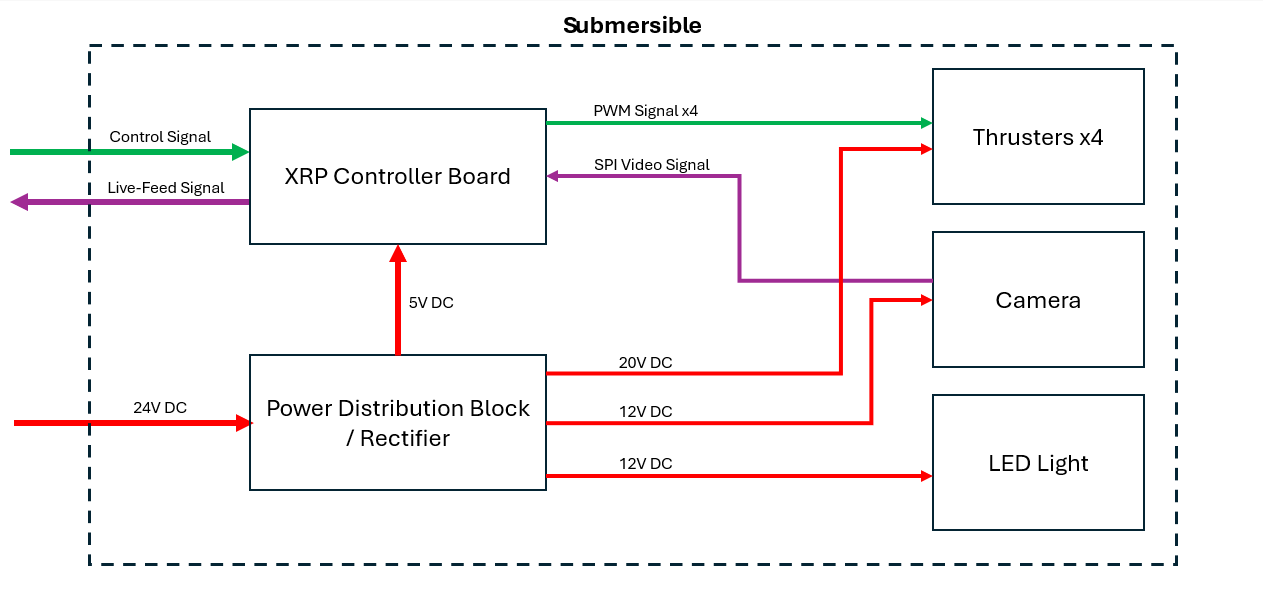 Submersible
Control Signal
Live-Feed Signal
XRP Controller Board
PWM Signal x4
SPI Video Signal
Thrusters x4
Camera
5V DC
24V DC
Power Distribution Block
/ Rectifier
20V DC
12V DC
12V DC
LED Light